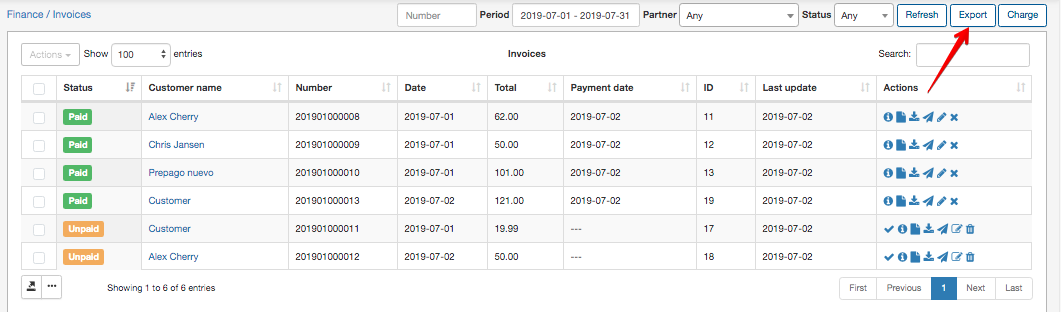 Finance / Invoices Number Period 2019-07-01 - 2019-07-31 Partner Any Status Any Refresh Export Charge
Actions Show 100 entries Invoices Search:
Status Customer name Number Date Total Payment date ID Last update Actions
Paid Alex Cherry 201901000008 2019-07-01 62.00 2019-07-02 11 2019-07-02
Paid Chris Jansen 201901000009 2019-07-01 50.00 2019-07-02 12 2019-07-02
Paid Prepago nuevo 201901000010 2019-07-01 101.00 2019-07-02 13 2019-07-02
Paid Customer 201901000013 2019-07-02 121.00 2019-07-02 19 2019-07-02
Unpaid Customer 201901000011 2019-07-01 19.99 --- 17 2019-07-02
Unpaid Alex Cherry 201901000012 2019-07-02 50.00 --- 18 2019-07-02
Showing 1 to 6 of 6 entries First Previous 1 Next Last